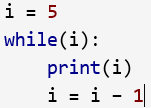 i = 5
while(i):
    print(i)
    i = i - 1